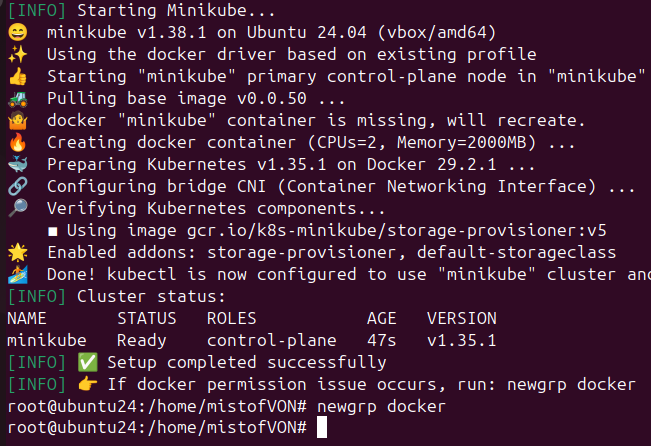 [INFO] Starting Minikube...
😄 minikube v1.38.1 on Ubuntu 24.04 (vbox/amd64)
✨ Using the docker driver based on existing profile
👍 Starting "minikube" primary control-plane node in "minikube"
🚜 Pulling base image v0.0.50 ...
🤷 docker "minikube" container is missing, will recreate.
🔥 Creating docker container (CPUs=2, Memory=2000MB) ...
🐳 Preparing Kubernetes v1.35.1 on Docker 29.2.1 ...
🔗 Configuring bridge CNI (Container Networking Interface) ...
🔎 Verifying Kubernetes components...
▪ Using image gcr.io/k8s-minikube/storage-provisioner:v5
🌟 Enabled addons: storage-provisioner, default-storageclass
🏄 Done! kubectl is now configured to use "minikube" cluster and
[INFO] Cluster status:
NAME STATUS ROLES AGE VERSION
minikube Ready control-plane 47s v1.35.1
[INFO] ✅ Setup completed successfully
[INFO] 👉 If docker permission issue occurs, run: newgrp docker
root@ubuntu24:/home/mistofVON# newgrp docker
root@ubuntu24:/home/mistofVON#